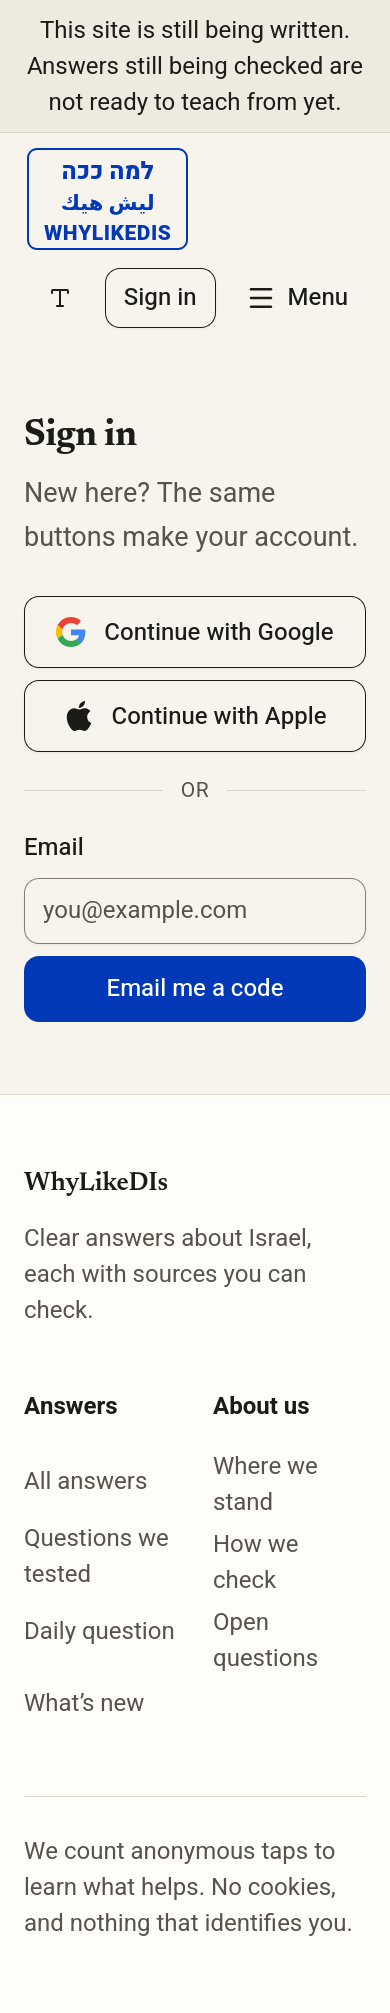 This site is still being written.
Answers still being checked are
not ready to teach from yet.
למה ככה
ليش هيك
WHYLIKEDIS
Sign in
Menu
Sign in
New here? The same
buttons make your account.
Continue with Google
Continue with Apple
OR
Email
you@example.com
Email me a code
WhyLikeDIs
Clear answers about Israel,
each with sources you can
check.
Answers
All answers
Questions we
tested
Daily question
What’s new
About us
Where we
stand
How we
check
Open
questions
We count anonymous taps to
learn what helps. No cookies,
and nothing that identifies you.